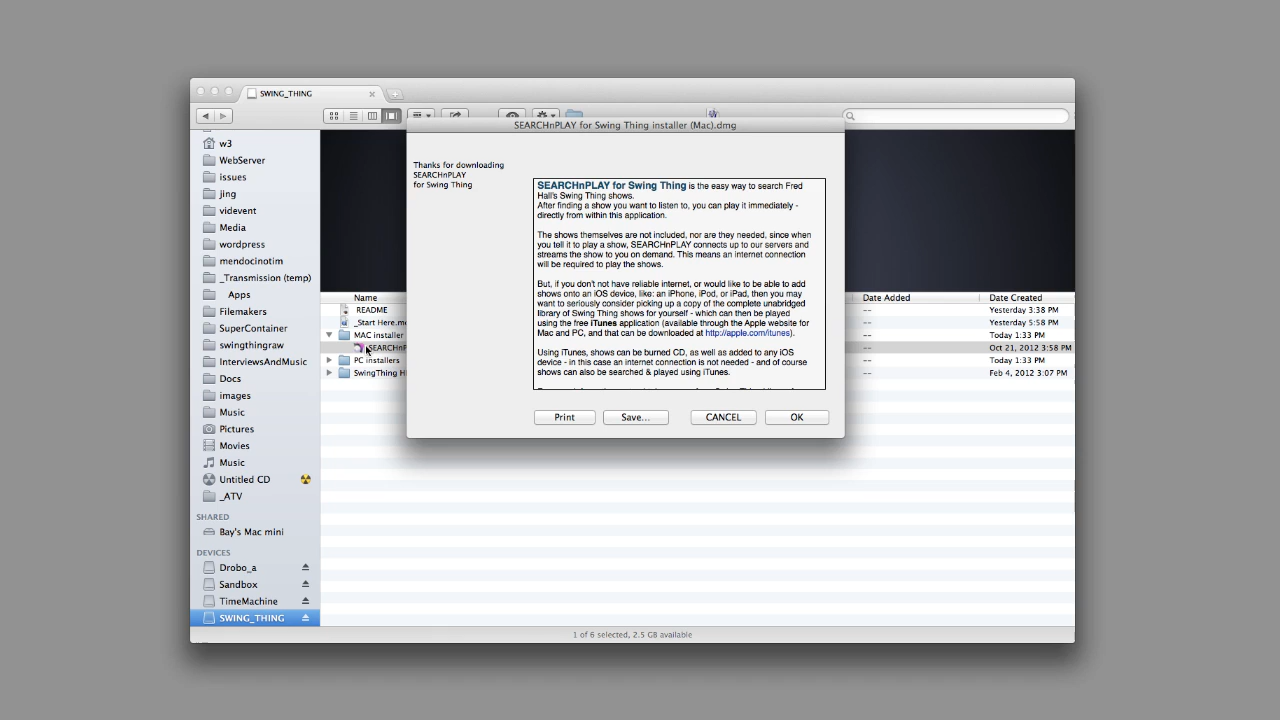 SWING_THING
SEARCHnPLAY for Swing Thing installer (Mac).dmg
Thanks for downloading
SEARCHnPLAY
for Swing Thing
SEARCHnPLAY for Swing Thing is the easy way to search Fred
Hall's Swing Thing shows.
After finding a show you want to listen to, you can play it immediately -
directly from within this application.
The shows themselves are not included, nor are they needed, since when
you tell it to play a show, SEARCHnPLAY connects up to our servers and
streams the show to you on demand. This means an internet connection
will be required to play the shows.
But, if you don't not have reliable internet, or would like to be able to add
shows onto an iOS device, like: an iPhone, iPod, or iPad, then you may
want to seriously consider picking up a copy of the complete unabridged
library of Swing Thing shows for yourself - which can then be played
using the free iTunes application (available through the Apple website for
Mac and PC, and that can be downloaded at http://apple.com/itunes).
Using iTunes, shows can be burned CD, as well as added to any iOS
device - in this case an internet connection is not needed - and of course
shows can also be searched & played using iTunes.
Print
Save...
CANCEL
OK
w3
WebServer
issues
jing
videvent
Media
wordpress
mendocinotim
_Transmission (temp)
Apps
Filemakers
SuperContainer
swingthingraw
InterviewsAndMusic
Docs
images
Music
Pictures
Movies
Music
Untitled CD
_ATV
SHARED
Bay's Mac mini
DEVICES
Drobo_a
Sandbox
TimeMachine
SWING_THING
Name
Date Added
Date Created
README
Yesterday 3:38 PM
_Start Here.mo
-- Yesterday 5:58 PM
MAC installer
-- Today 1:33 PM
SEARCHnP
-- Oct 21, 2012 3:58 PM
PC installers
-- Today 1:33 PM
SwingThing H
-- Feb 4, 2012 3:07 PM
1 of 6 selected, 2.5 GB available